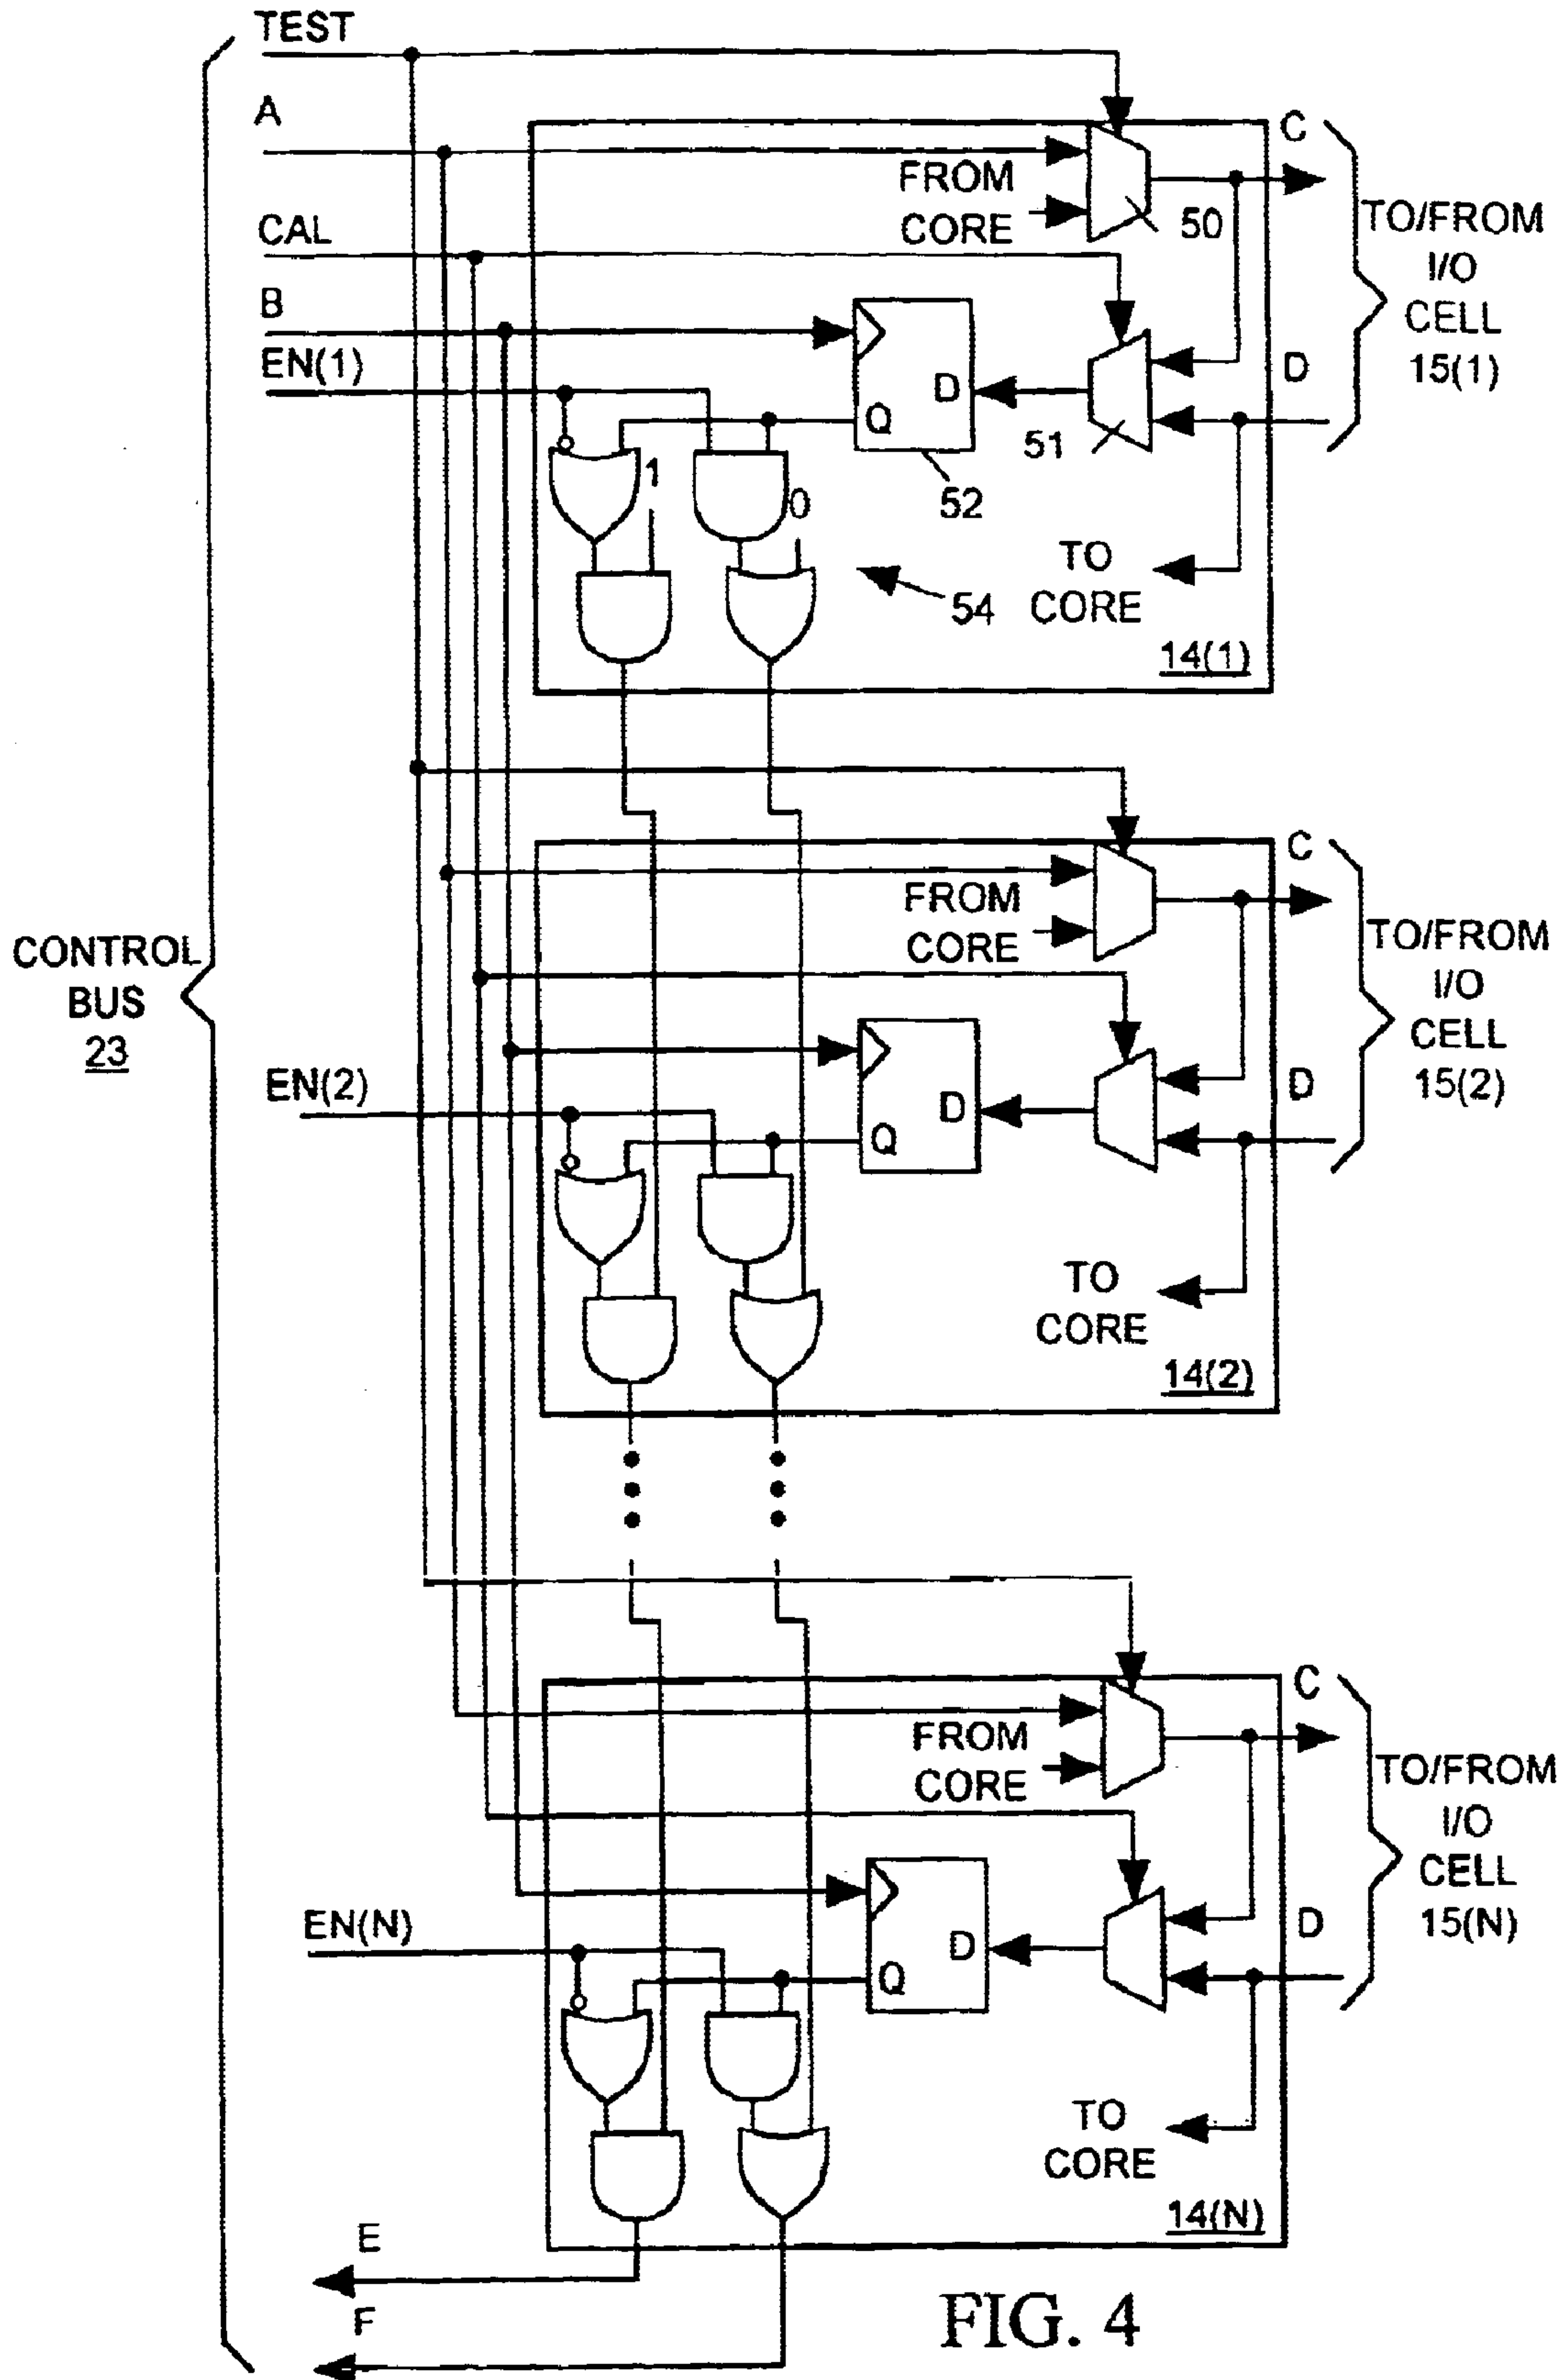 TEST
A
CAL
B
EN(1)
FROM
CORE
50
C
TO/FROM
I/O
CELL
15(1)
D
D
Q
51
52
1
0
54
TO
CORE
14(1)
CONTROL
BUS
23
EN(2)
FROM
CORE
C
TO/FROM
I/O
CELL
15(2)
D
D
Q
TO
CORE
14(2)
EN(N)
FROM
CORE
C
TO/FROM
I/O
CELL
15(N)
D
D
Q
TO
CORE
14(N)
E
F
FIG. 4